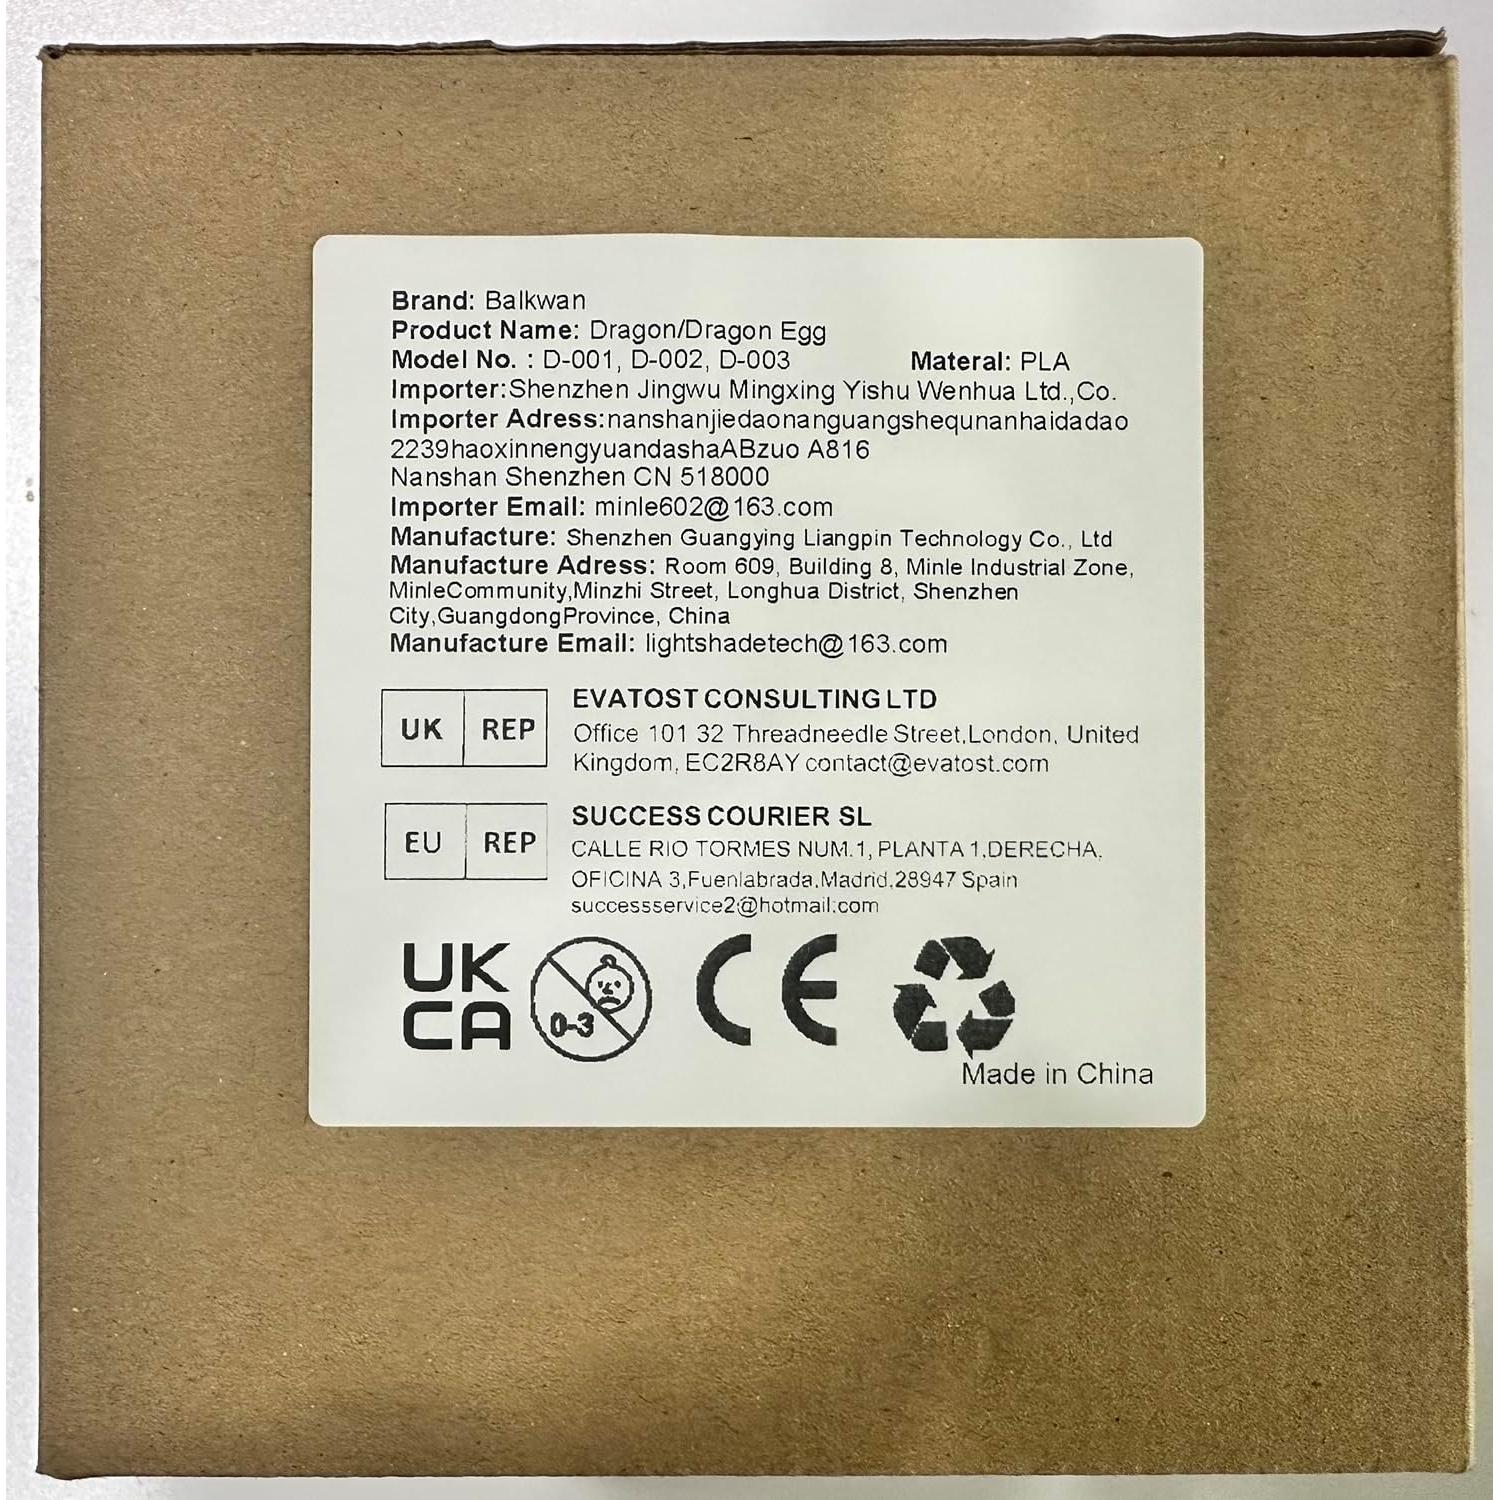 Brand: Balkwan
Product Name: Dragon/Dragon Egg
Model No. : D-001, D-002, D-003 Materal: PLA
Importer:Shenzhen Jingwu Mingxing Yishu Wenhua Ltd.,Co.
Importer Adress:nanshanjiedaonanguangshequnanhaidadao
2239haoxinnengyuandashaABzuo A816
Nanshan Shenzhen CN 518000
Importer Email: minle602@163.com
Manufacture: Shenzhen Guangying Liangpin Technology Co., Ltd
Manufacture Adress: Room 609, Building 8, Minle Industrial Zone,
MinleCommunity,Minzhi Street, Longhua District, Shenzhen
City,GuangdongProvince, China
Manufacture Email: lightshadetech@163.com
UK REP
EVATOST CONSULTING LTD
Office 101 32 Threadneedle Street,London, United
Kingdom, EC2R8AY contact@evatost.com
EU REP
SUCCESS COURIER SL
CALLE RIO TORMES NUM.1, PLANTA 1,DERECHA,
OFICINA 3,Fuenlabrada,Madrid,28947 Spain
successservice2@hotmail.com
UK
CA
0-3
CE
Made in China